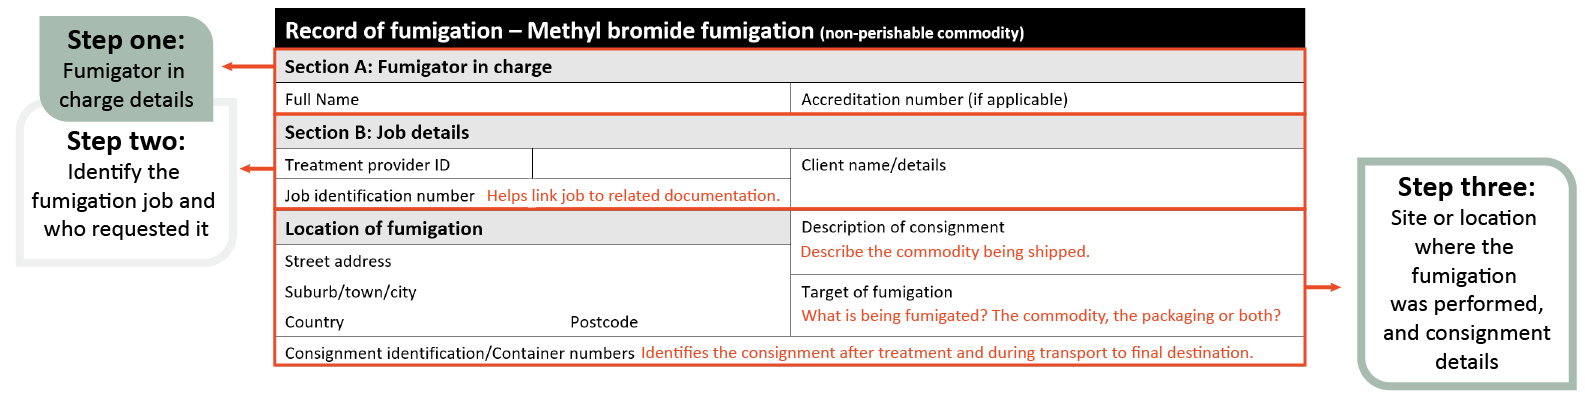 Step one:
Fumigator in
charge details
Step two:
Identify the
fumigation job and
who requested it
Record of fumigation – Methyl bromide fumigation (non-perishable commodity)
Section A: Fumigator in charge
Full Name
Accreditation number (if applicable)
Section B: Job details
Treatment provider ID
Client name/details
Job identification number Helps link job to related documentation.
Location of fumigation
Street address
Suburb/town/city
Country Postcode
Description of consignment
Describe the commodity being shipped.
Target of fumigation
What is being fumigated? The commodity, the packaging or both?
Consignment identification/Container numbers Identifies the consignment after treatment and during transport to final destination.
Step three:
Site or location
where the
fumigation
was performed,
and consignment
details